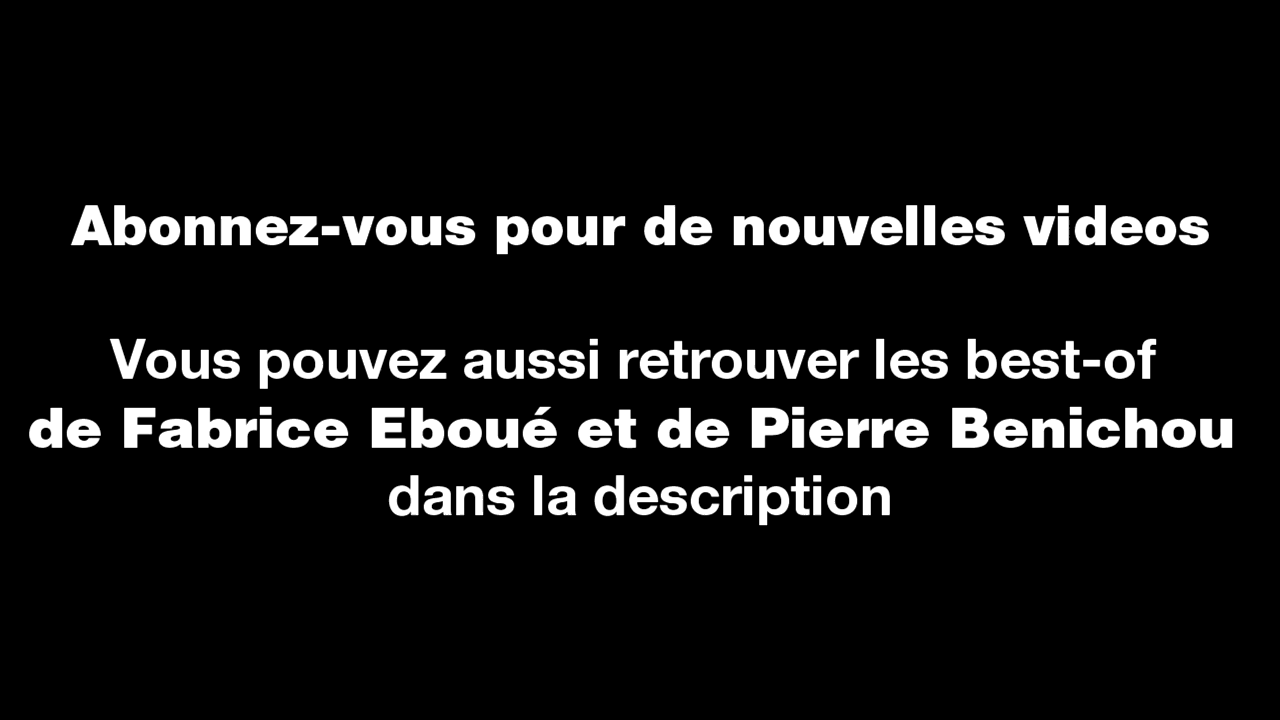 Abonnez-vous pour de nouvelles videos
Vous pouvez aussi retrouver les best-of
de Fabrice Eboué et de Pierre Benichou
dans la description